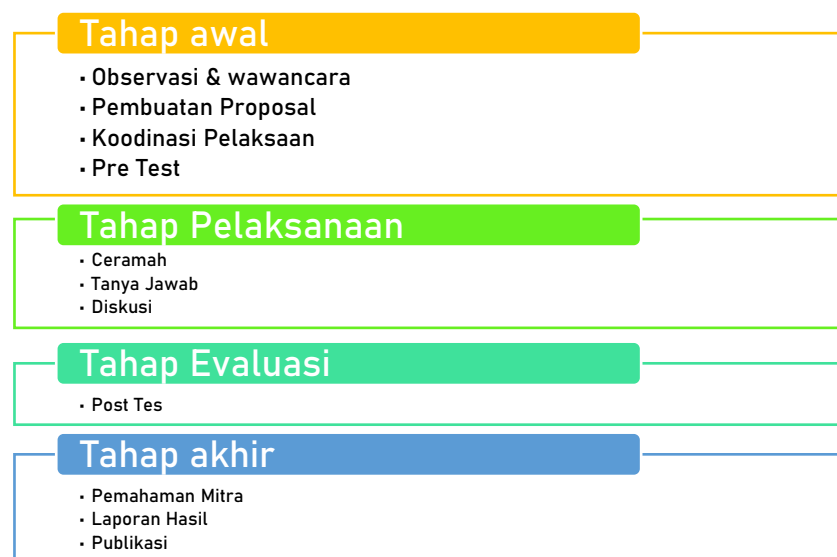 Tahap awal
▪ Observasi & wawancara
▪ Pembuatan Proposal
▪ Koodinasi Pelaksaan
▪ Pre Test
Tahap Pelaksanaan
▪ Ceramah
▪ Tanya Jawab
▪ Diskusi
Tahap Evaluasi
▪ Post Tes
Tahap akhir
▪ Pemahaman Mitra
▪ Laporan Hasil
▪ Publikasi